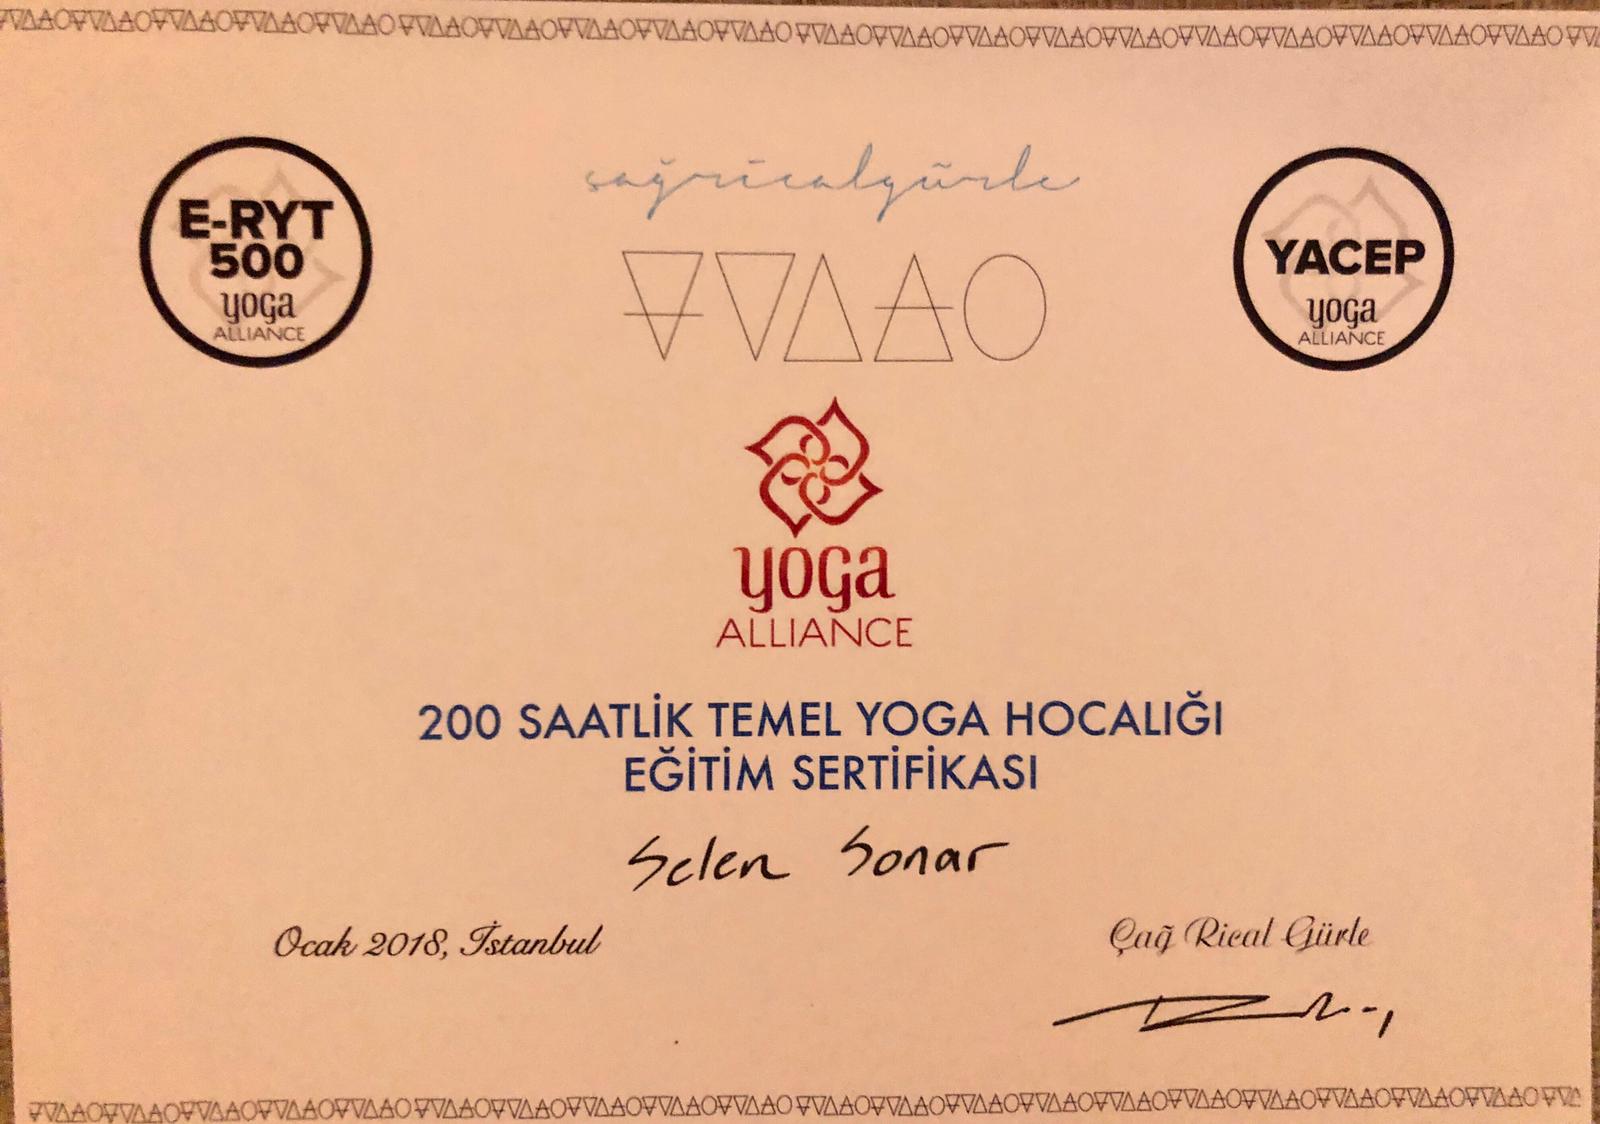 E-RYT
500
yoga
ALLIANCE
çağricalgürle
YACEP
yoga
ALLIANCE
yoga
ALLIANCE
200 SAATLİK TEMEL YOGA HOCALIĞI
EĞİTİM SERTİFİKASI
Selen Sonar
Ocak 2018, İstanbul
Çağ Rical Gürle